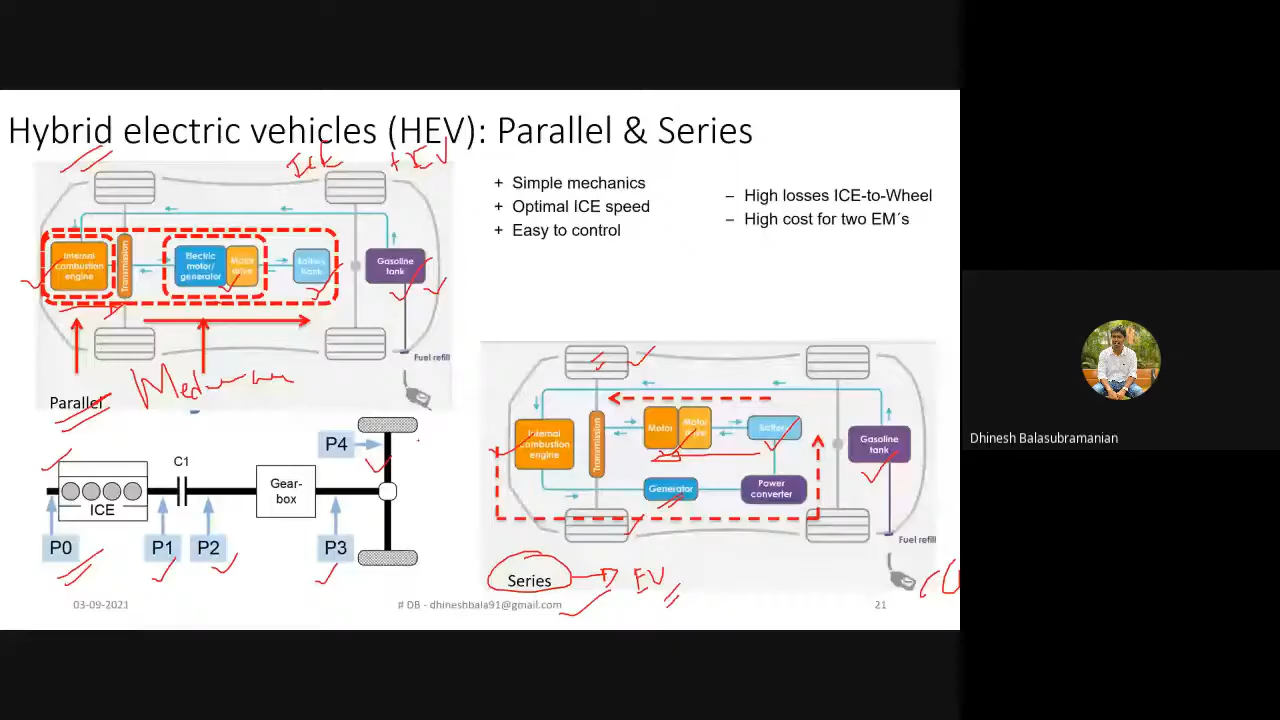 Hybrid electric vehicles (HEV): Parallel & Series
ICE + EV
Internal combustion engine
Transmission
Electric motor/ generator
Motor drive
Battery Bank
Gasoline tank
Fuel refill
Parallel
+ Simple mechanics
+ Optimal ICE speed
+ Easy to control
– High losses ICE-to-Wheel
– High cost for two EM´s
Internal combustion engine
Transmission
Motor
Motor drive
Gasoline tank
Generator
Power converter
Fuel refill
Series
EV
P4
C1
ICE
Gear-
box
P0
P1
P2
P3
03-09-2021
# DB - dhineshbala91@gmail.com
21
Dhinesh Balasubramanian